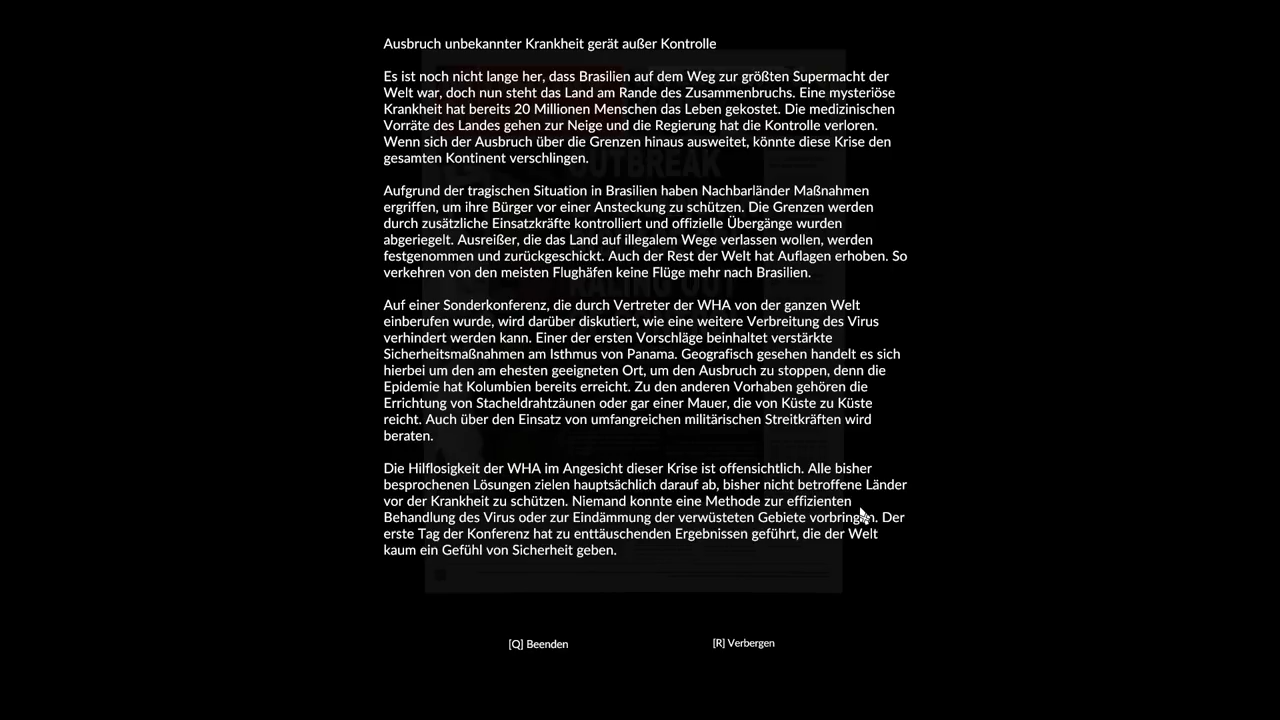 Ausbruch unbekannter Krankheit gerät außer Kontrolle
Es ist noch nicht lange her, dass Brasilien auf dem Weg zur größten Supermacht der
Welt war, doch nun steht das Land am Rande des Zusammenbruchs. Eine mysteriöse
Krankheit hat bereits 20 Millionen Menschen das Leben gekostet. Die medizinischen
Vorräte des Landes gehen zur Neige und die Regierung hat die Kontrolle verloren.
Wenn sich der Ausbruch über die Grenzen hinaus ausweitet, könnte diese Krise den
gesamten Kontinent verschlingen.
Aufgrund der tragischen Situation in Brasilien haben Nachbarländer Maßnahmen
ergriffen, um ihre Bürger vor einer Ansteckung zu schützen. Die Grenzen werden
durch zusätzliche Einsatzkräfte kontrolliert und offizielle Übergänge wurden
abgeriegelt. Ausreißer, die das Land auf illegalem Wege verlassen wollen, werden
festgenommen und zurückgeschickt. Auch der Rest der Welt hat Auflagen erhoben. So
verkehren von den meisten Flughäfen keine Flüge mehr nach Brasilien.
Auf einer Sonderkonferenz, die durch Vertreter der WHA von der ganzen Welt
einberufen wurde, wird darüber diskutiert, wie eine weitere Verbreitung des Virus
verhindert werden kann. Einer der ersten Vorschläge beinhaltet verstärkte
Sicherheitsmaßnahmen am Isthmus von Panama. Geografisch gesehen handelt es sich
hierbei um den am ehesten geeigneten Ort, um den Ausbruch zu stoppen, denn die
Epidemie hat Kolumbien bereits erreicht. Zu den anderen Vorhaben gehören die
Errichtung von Stacheldrahtzäunen oder gar einer Mauer, die von Küste zu Küste
reicht. Auch über den Einsatz von umfangreichen militärischen Streitkräften wird
beraten.
Die Hilflosigkeit der WHA im Angesicht dieser Krise ist offensichtlich. Alle bisher
besprochenen Lösungen zielen hauptsächlich darauf ab, bisher nicht betroffene Länder
vor der Krankheit zu schützen. Niemand konnte eine Methode zur effizienten
Behandlung des Virus oder zur Eindämmung der verwüsteten Gebiete vorbringen. Der
erste Tag der Konferenz hat zu enttäuschenden Ergebnissen geführt, die der Welt
kaum ein Gefühl von Sicherheit geben.
OUTBREAK
[Q] Beenden
[R] Verbergen